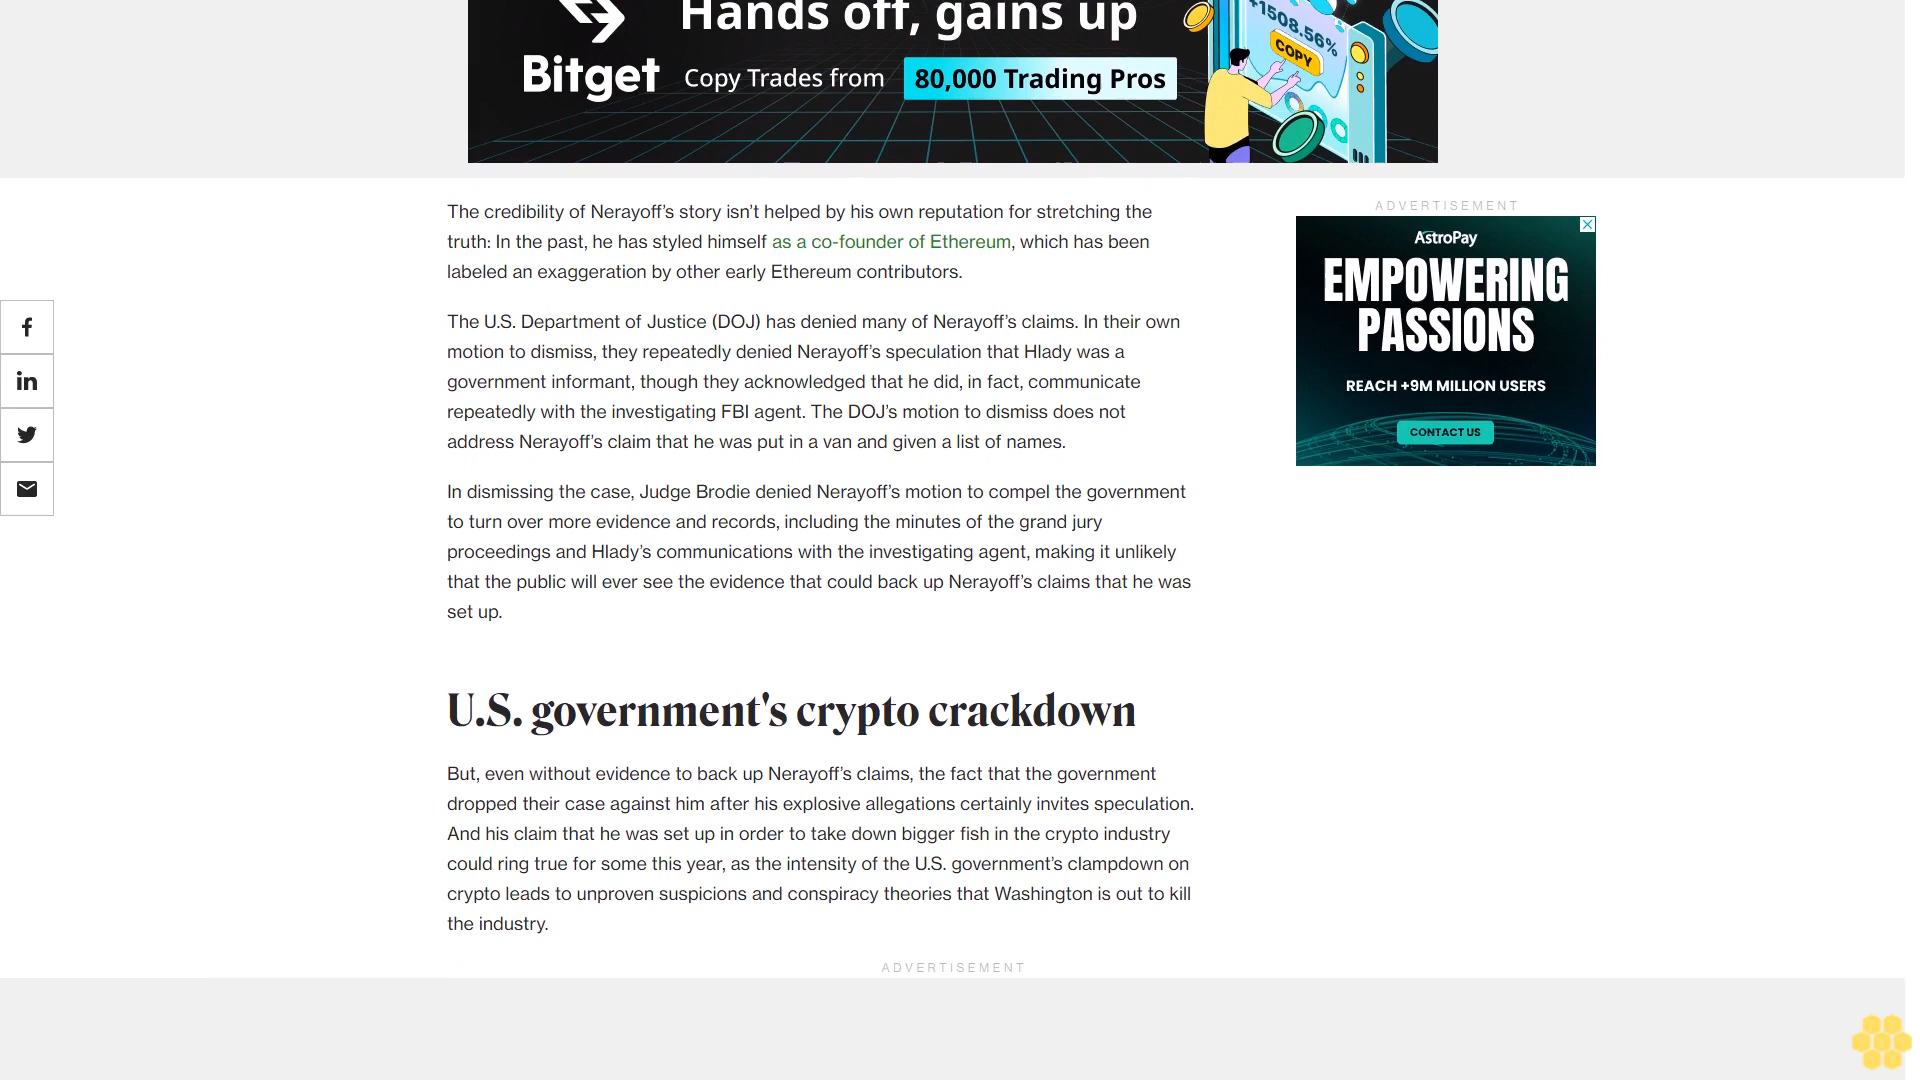 Hands off, gains up
+1508.56%
COPY
Bitget
Copy Trades from 80,000 Trading Pros
The credibility of Nerayoff’s story isn’t helped by his own reputation for stretching the
truth: In the past, he has styled himself as a co-founder of Ethereum, which has been
labeled an exaggeration by other early Ethereum contributors.
The U.S. Department of Justice (DOJ) has denied many of Nerayoff’s claims. In their own
motion to dismiss, they repeatedly denied Nerayoff’s speculation that Hlady was a
government informant, though they acknowledged that he did, in fact, communicate
repeatedly with the investigating FBI agent. The DOJ’s motion to dismiss does not
address Nerayoff’s claim that he was put in a van and given a list of names.
In dismissing the case, Judge Brodie denied Nerayoff’s motion to compel the government
to turn over more evidence and records, including the minutes of the grand jury
proceedings and Hlady’s communications with the investigating agent, making it unlikely
that the public will ever see the evidence that could back up Nerayoff’s claims that he was
set up.
U.S. government's crypto crackdown
But, even without evidence to back up Nerayoff’s claims, the fact that the government
dropped their case against him after his explosive allegations certainly invites speculation.
And his claim that he was set up in order to take down bigger fish in the crypto industry
could ring true for some this year, as the intensity of the U.S. government’s clampdown on
crypto leads to unproven suspicions and conspiracy theories that Washington is out to kill
the industry.
ADVERTISEMENT
ADVERTISEMENT
AstroPay
EMPOWERING
PASSIONS
REACH +9M MILLION USERS
CONTACT US